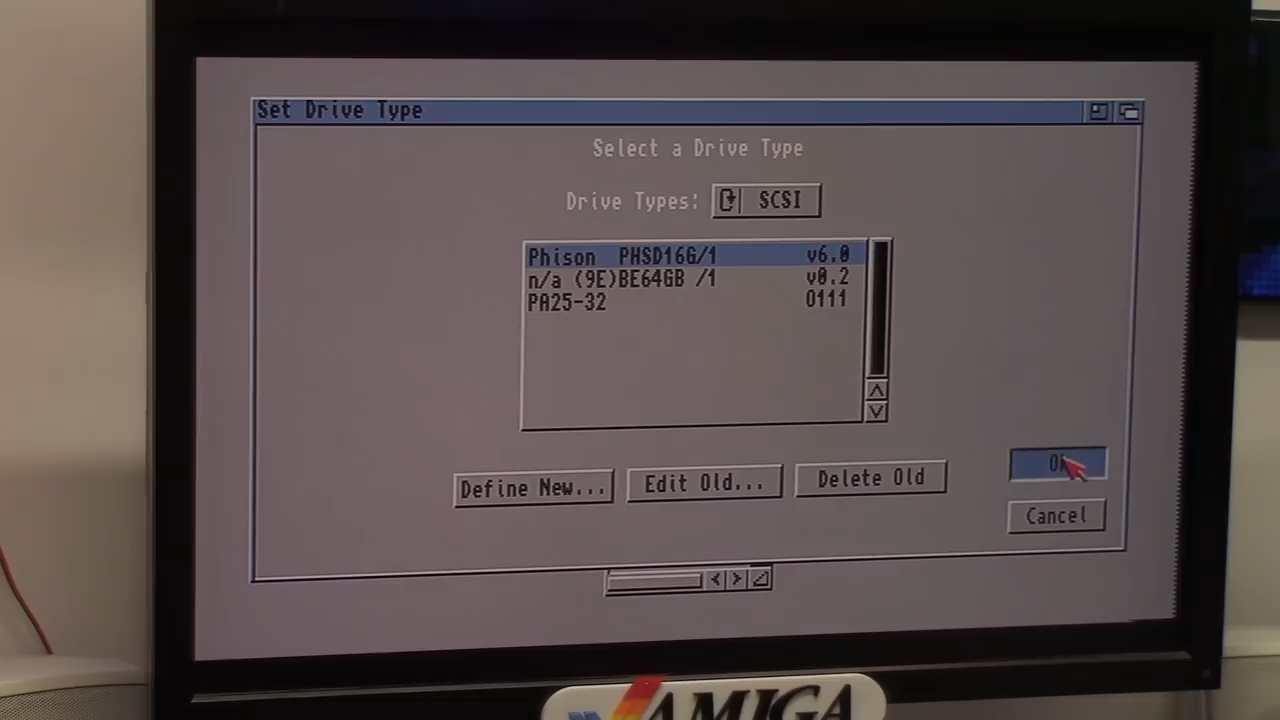 Set Drive Type
Select a Drive Type
Drive Types: SCSI
Phison PHSD16G/1 v6.0
n/a (9E)BE64GB /1 v0.2
PA25-32 0111
Define New... Edit Old... Delete Old
Cancel
AMIGA